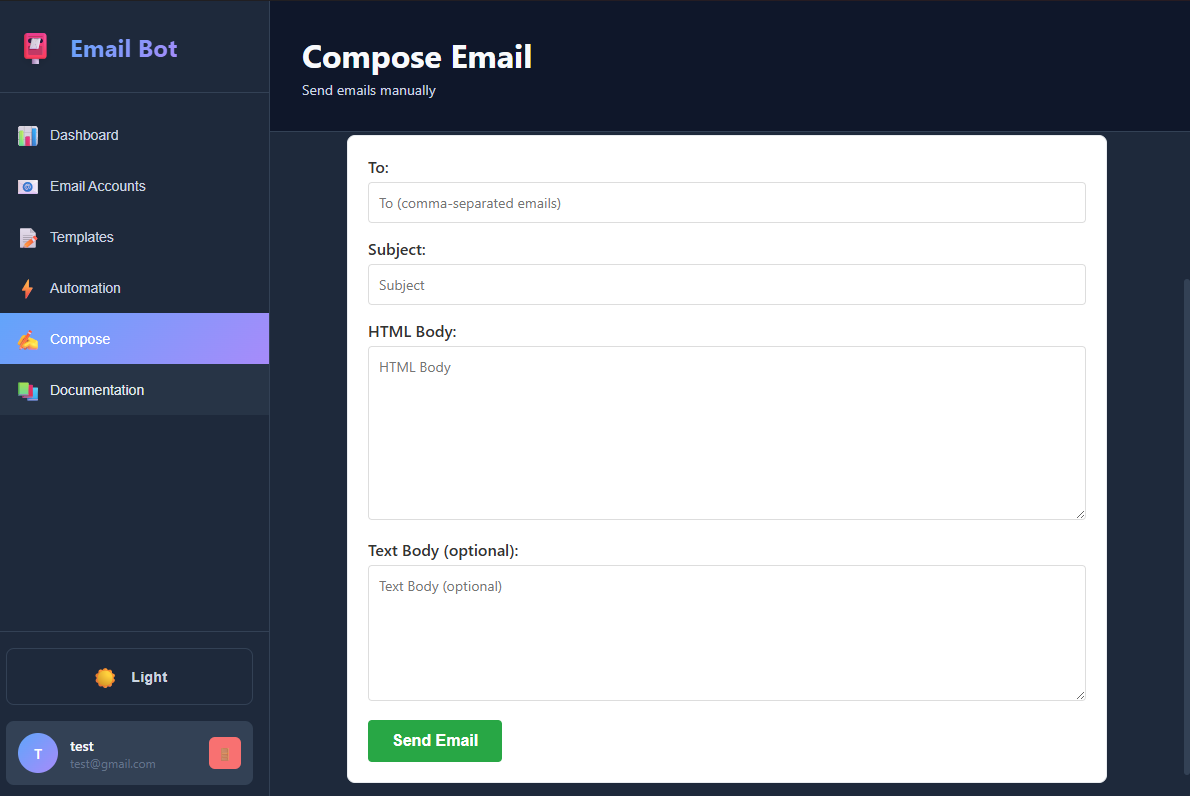 Email Bot
Dashboard
Email Accounts
Templates
Automation
Compose
Documentation
Light
T
test
test@gmail.com
Compose Email
Send emails manually
To:
To (comma-separated emails)
Subject:
Subject
HTML Body:
HTML Body
Text Body (optional):
Text Body (optional)
Send Email